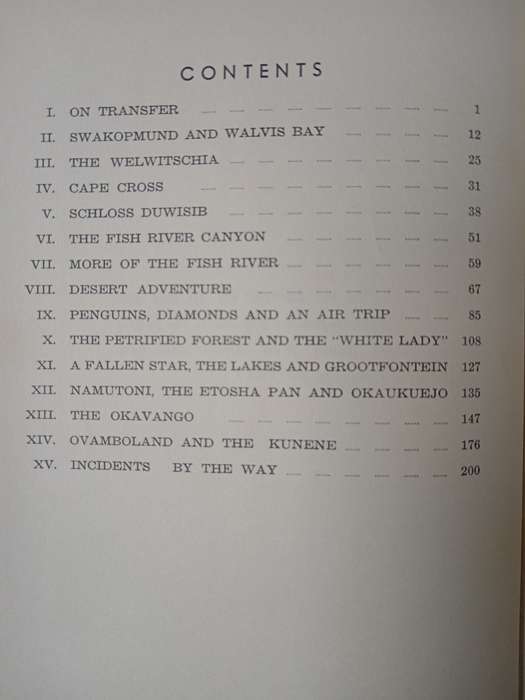 CONTENTS
I. ON TRANSFER 1
II. SWAKOPMUND AND WALVIS BAY 12
III. THE WELWITSCHIA 25
IV. CAPE CROSS 31
V. SCHLOSS DUWISIB 38
VI. THE FISH RIVER CANYON 51
VII. MORE OF THE FISH RIVER 59
VIII. DESERT ADVENTURE 67
IX. PENGUINS, DIAMONDS AND AN AIR TRIP 85
X. THE PETRIFIED FOREST AND THE "WHITE LADY" 108
XI. A FALLEN STAR, THE LAKES AND GROOTFONTEIN 127
XII. NAMUTONI, THE ETOSHA PAN AND OKAUKUEJO 135
XIII. THE OKAVANGO 147
XIV. OVAMBOLAND AND THE KUNENE 176
XV. INCIDENTS BY THE WAY 200